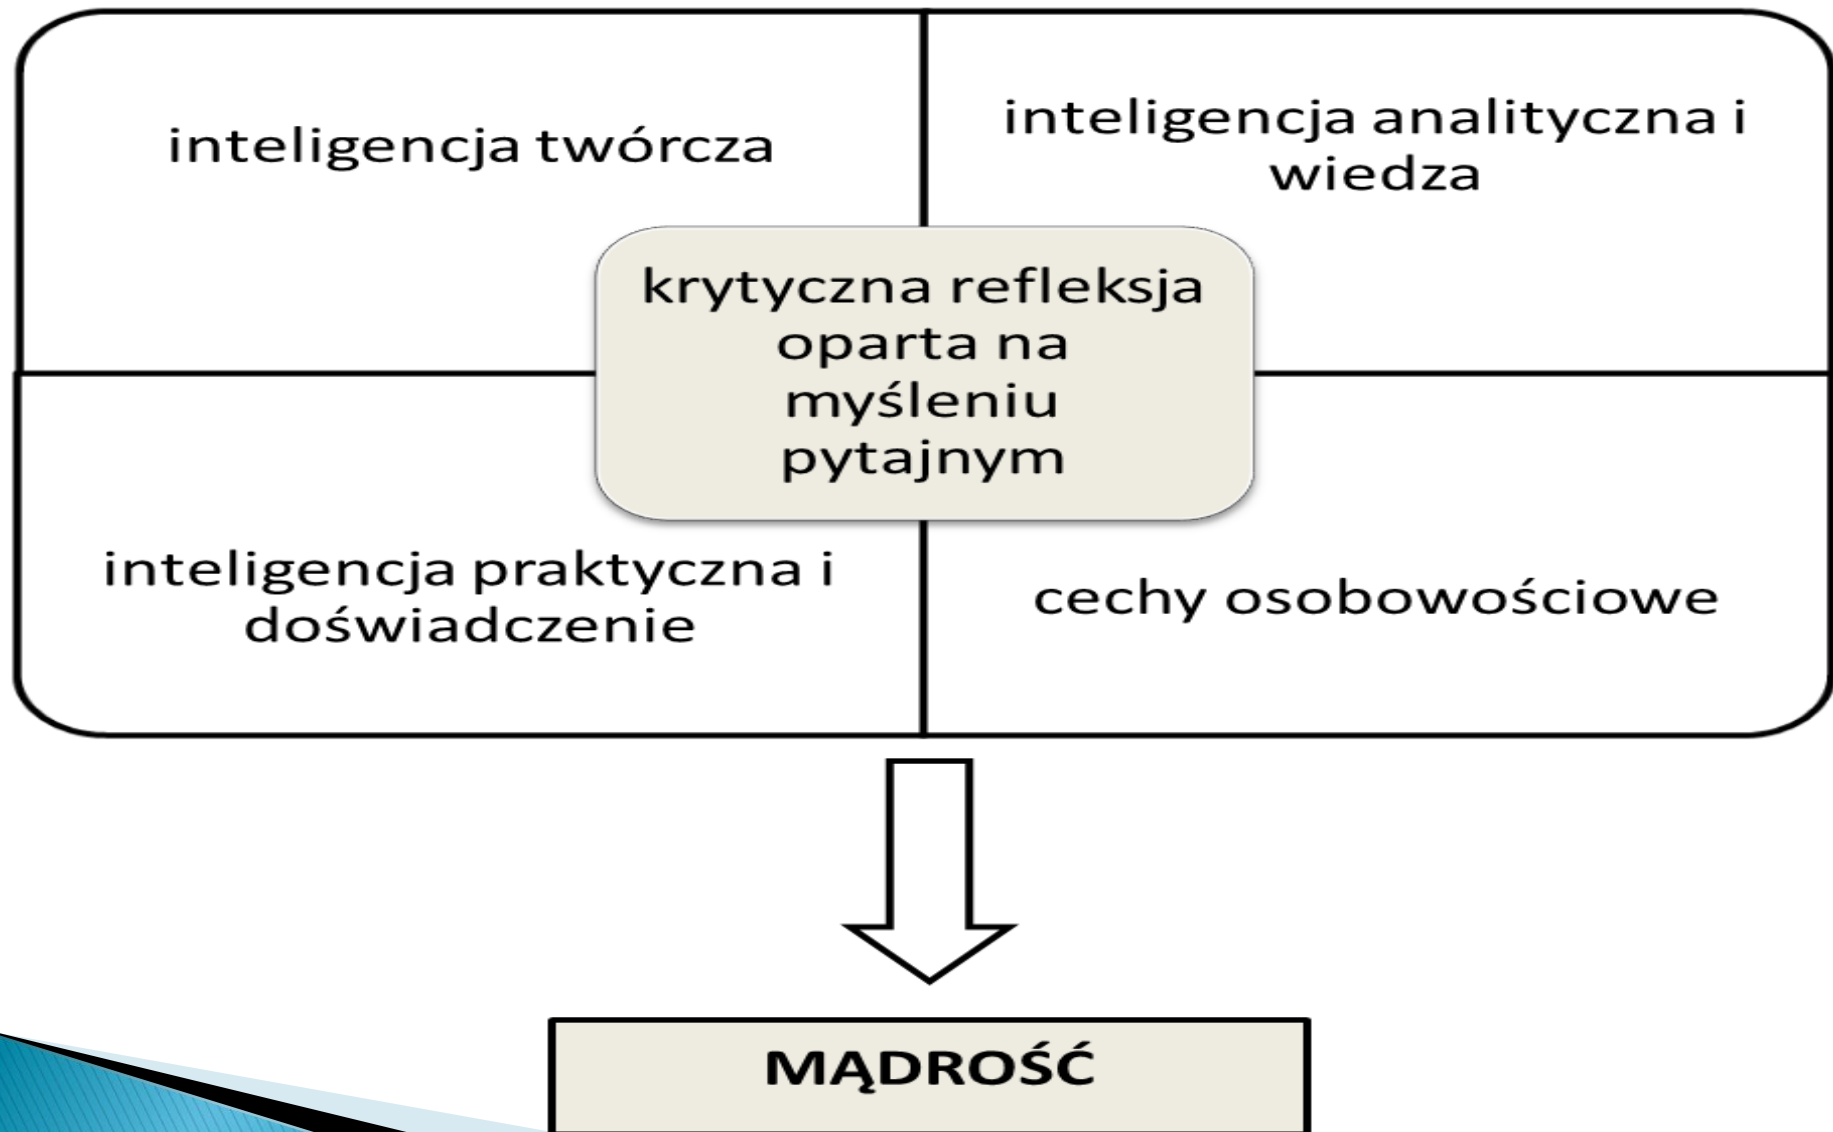 inteligencja twórcza
inteligencja analityczna i
wiedza
krytyczna refleksja
oparta na
myśleniu
pytajnym
inteligencja praktyczna i
doświadczenie
cechy osobowościowe
MĄDROŚĆ